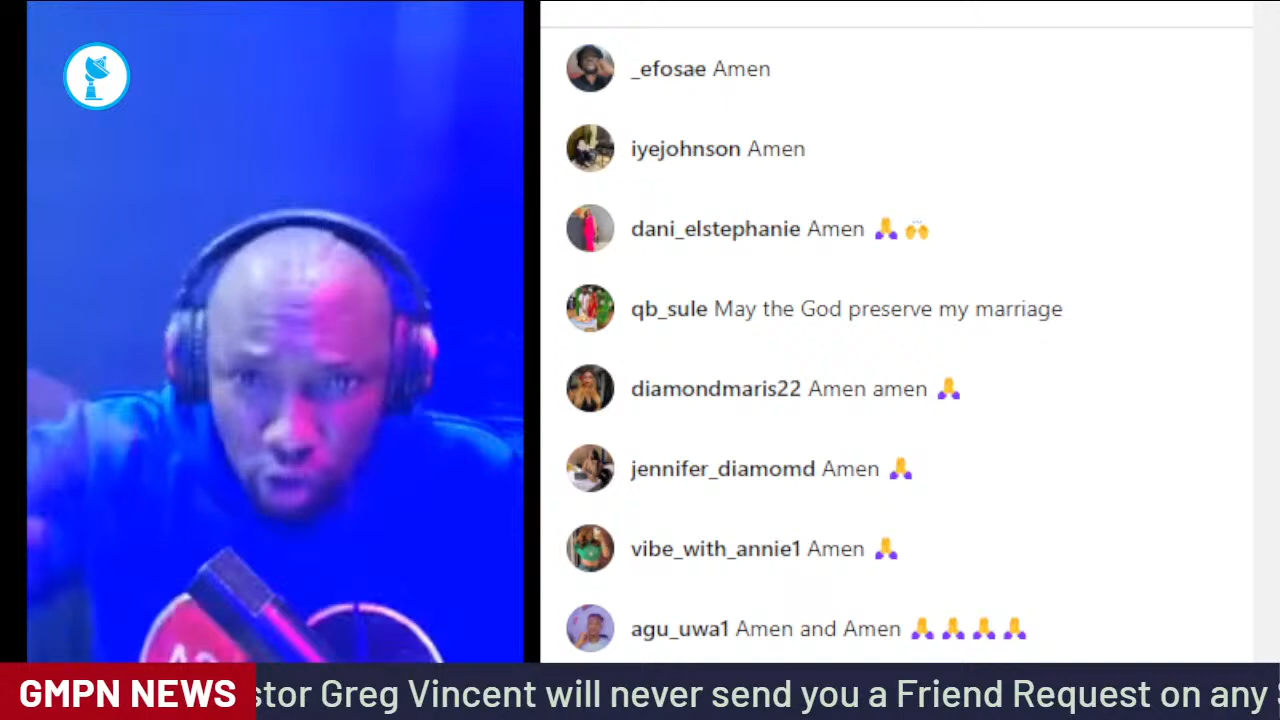 _efosae Amen
iyejohnson Amen
dani_elstephanie Amen 🙏 🙌
qb_sule May the God preserve my marriage
diamondmaris22 Amen amen 🙏
jennifer_diamomd Amen 🙏
vibe_with_annie1 Amen 🙏
agu_uwa1 Amen and Amen 🙏 🙏 🙏 🙏
GMPN NEWS
stor Greg Vincent will never send you a Friend Request on any